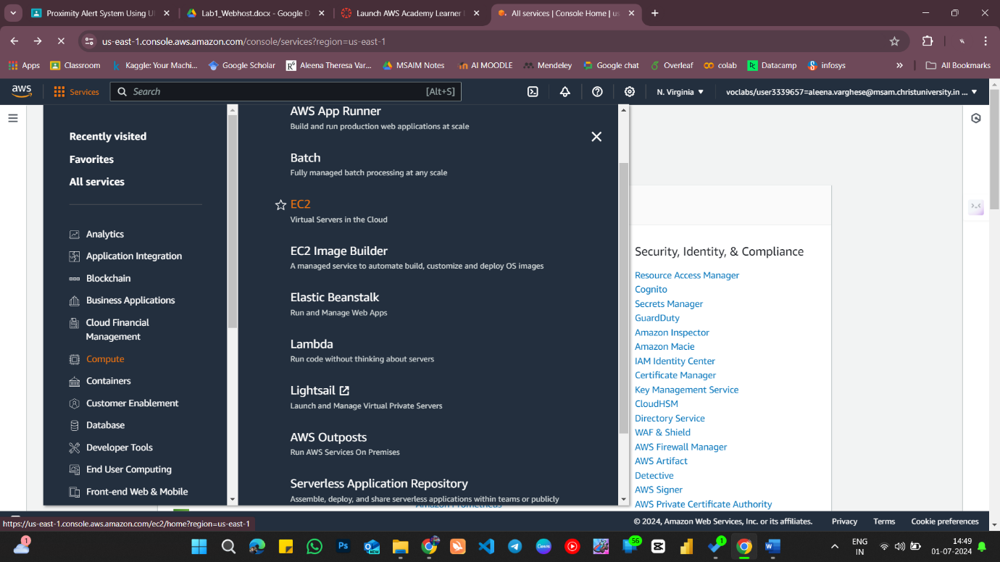 Proximity Alert System Using Ul
Lab1_Webhost.docx - Google D
Launch AWS Academy Learner
All services | Console Home | us
us-east-1.console.aws.amazon.com/console/services?region=us-east-1
Apps
Classroom
Kaggle: Your Machi...
Google Scholar
Aleena Theresa Var...
MSAIM Notes
AI MOODLE
Mendeley
Google chat
Overleaf
colab
Datacamp
infosys
All Bookmarks
aws
Services
Search
[Alt+S]
N. Virginia
voclabs/user3339657=aleena.varghese@msam.christuniversity.in ...
Recently visited
Favorites
All services
Analytics
Application Integration
Blockchain
Business Applications
Cloud Financial
Management
Compute
Containers
Customer Enablement
Database
Developer Tools
End User Computing
Front-end Web & Mobile
AWS App Runner
Build and run production web applications at scale
Batch
Fully managed batch processing at any scale
EC2
Virtual Servers in the Cloud
EC2 Image Builder
A managed service to automate build, customize and deploy OS images
Elastic Beanstalk
Run and Manage Web Apps
Lambda
Run code without thinking about servers
Lightsail
Launch and Manage Virtual Private Servers
AWS Outposts
Run AWS Services On Premises
Serverless Application Repository
Assemble, deploy, and share serverless applications within teams or publicly
Amazon Prometheus
Security, Identity, & Compliance
Resource Access Manager
Cognito
Secrets Manager
GuardDuty
Amazon Inspector
Amazon Macie
IAM Identity Center
Certificate Manager
Key Management Service
CloudHSM
Directory Service
WAF & Shield
AWS Firewall Manager
AWS Artifact
Detective
AWS Signer
AWS Private Certificate Authority
https://us-east-1.console.aws.amazon.com/ec2/home?region=us-east-1
© 2024, Amazon Web Services, Inc. or its affiliates.
Privacy
Terms
Cookie preferences
1
Ps
NEW
Canva
56
1
ENG
IN
14:49
01-07-2024